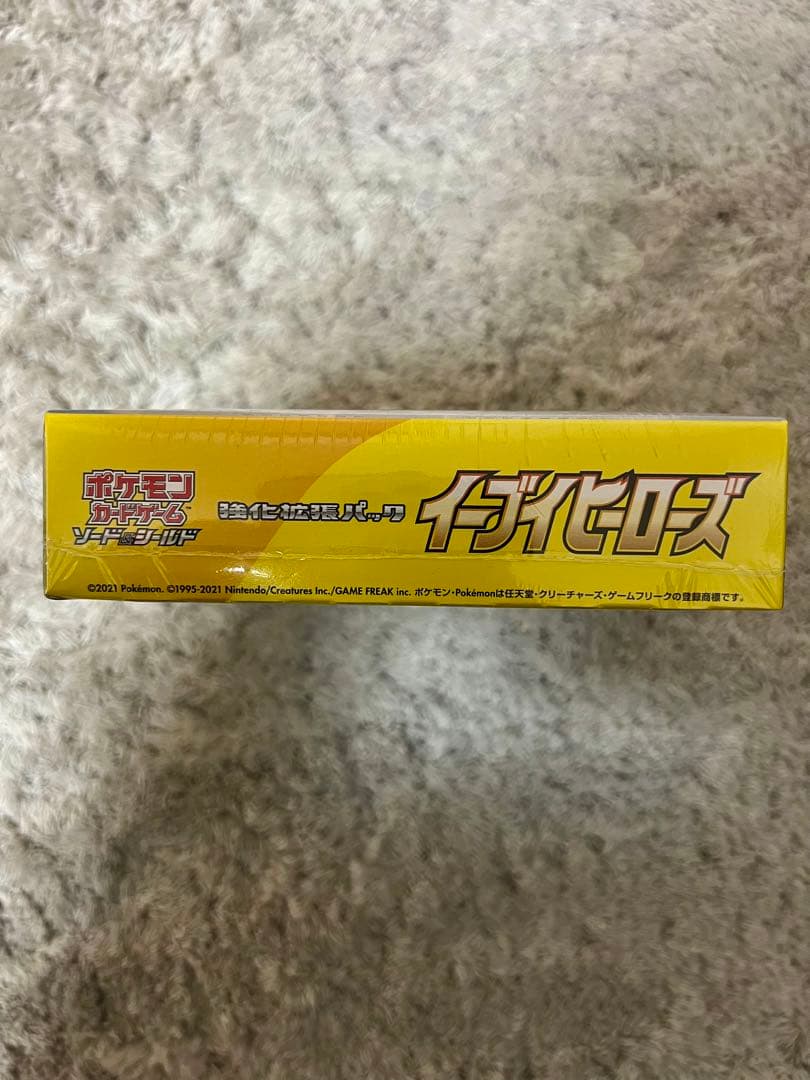 ポケモン
カードゲーム™
ソード&シールド
強化拡張パック
イーブイヒーローズ
©2021 Pokémon. ©1995-2021 Nintendo/Creatures Inc./GAME FREAK inc. ポケモン・Pokémonは任天堂・クリーチャーズ・ゲームフリークの登録商標です。